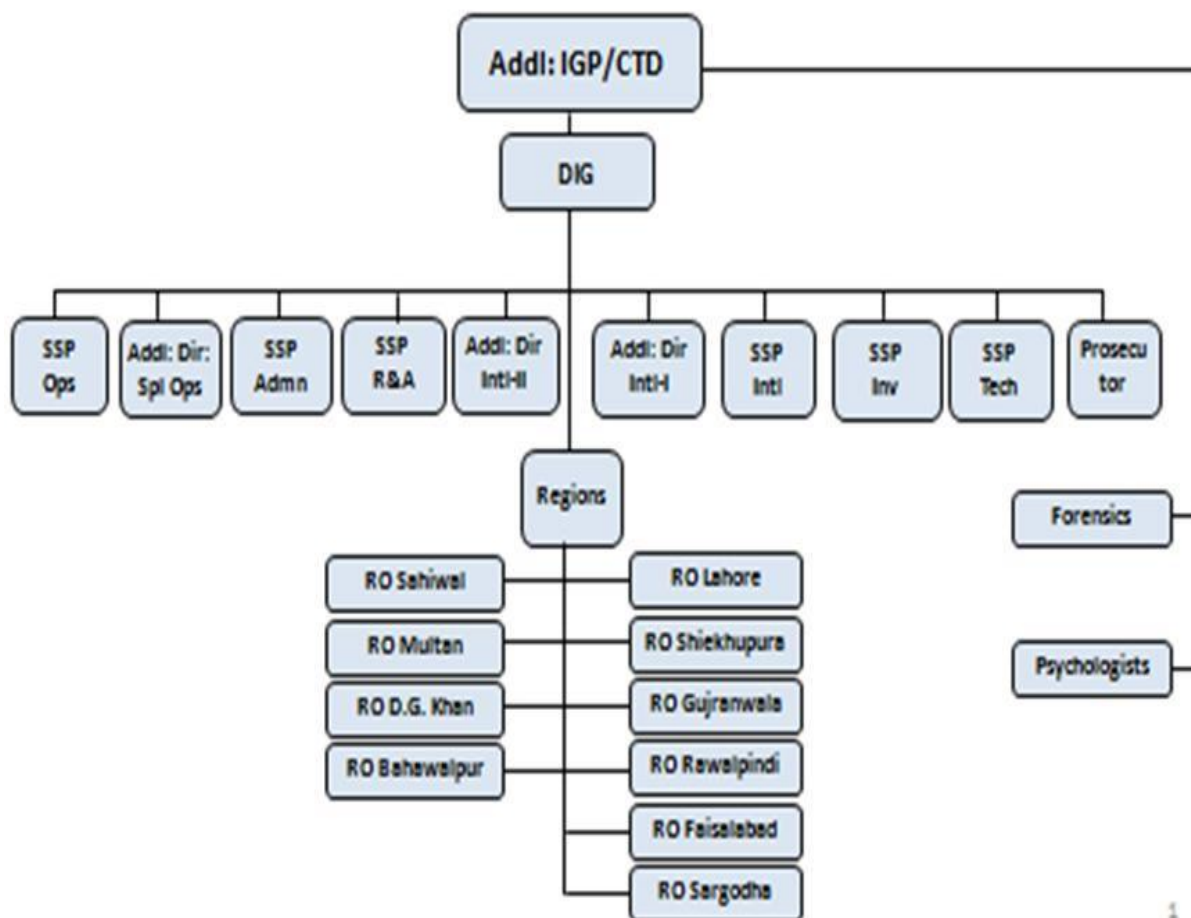 Addl: IGP/CTD
DIG
SSP
Ops
Addl: Dir:
Spl Ops
SSP
Admn
SSP
R&A
Addl: Dir
Intl-II
Addl: Dir
Intl-I
SSP
Intl
SSP
Inv
SSP
Tech
Prosecu
tor
Regions
Forensics
RO Sahiwal
RO Lahore
RO Multan
RO Shiekhupura
Psychologists
RO D.G. Khan
RO Gujranwala
RO Bahawalpur
RO Rawalpindi
RO Faisalabad
RO Sargodha
1